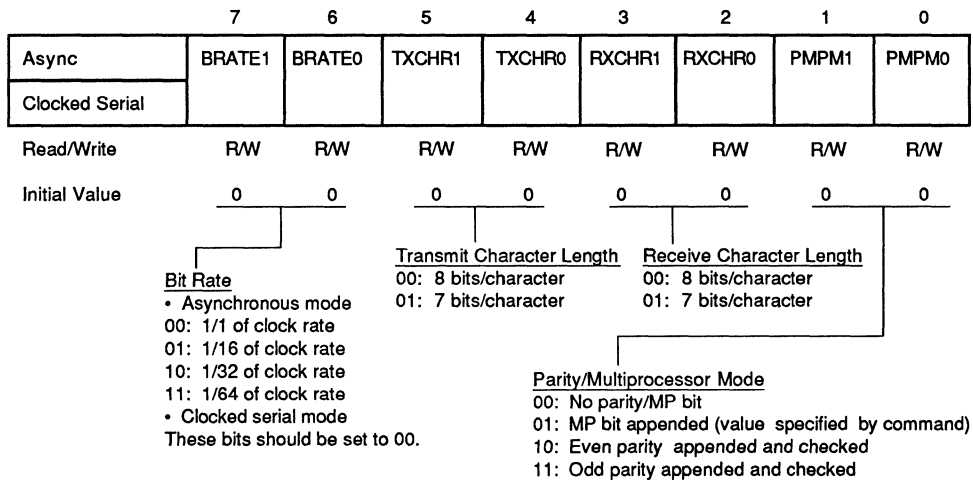 7 6 5 4 3 2 1 0
Async BRATE1 BRATE0 TXCHR1 TXCHR0 RXCHR1 RXCHR0 PMPM1 PMPM0
Clocked Serial
Read/Write R/W R/W R/W R/W R/W R/W R/W R/W
Initial Value 0 0 0 0 0 0 0 0
Bit Rate
• Asynchronous mode
00: 1/1 of clock rate
01: 1/16 of clock rate
10: 1/32 of clock rate
11: 1/64 of clock rate
• Clocked serial mode
These bits should be set to 00.
Transmit Character Length
00: 8 bits/character
01: 7 bits/character
Receive Character Length
00: 8 bits/character
01: 7 bits/character
Parity/Multiprocessor Mode
00: No parity/MP bit
01: MP bit appended (value specified by command)
10: Even parity appended and checked
11: Odd parity appended and checked